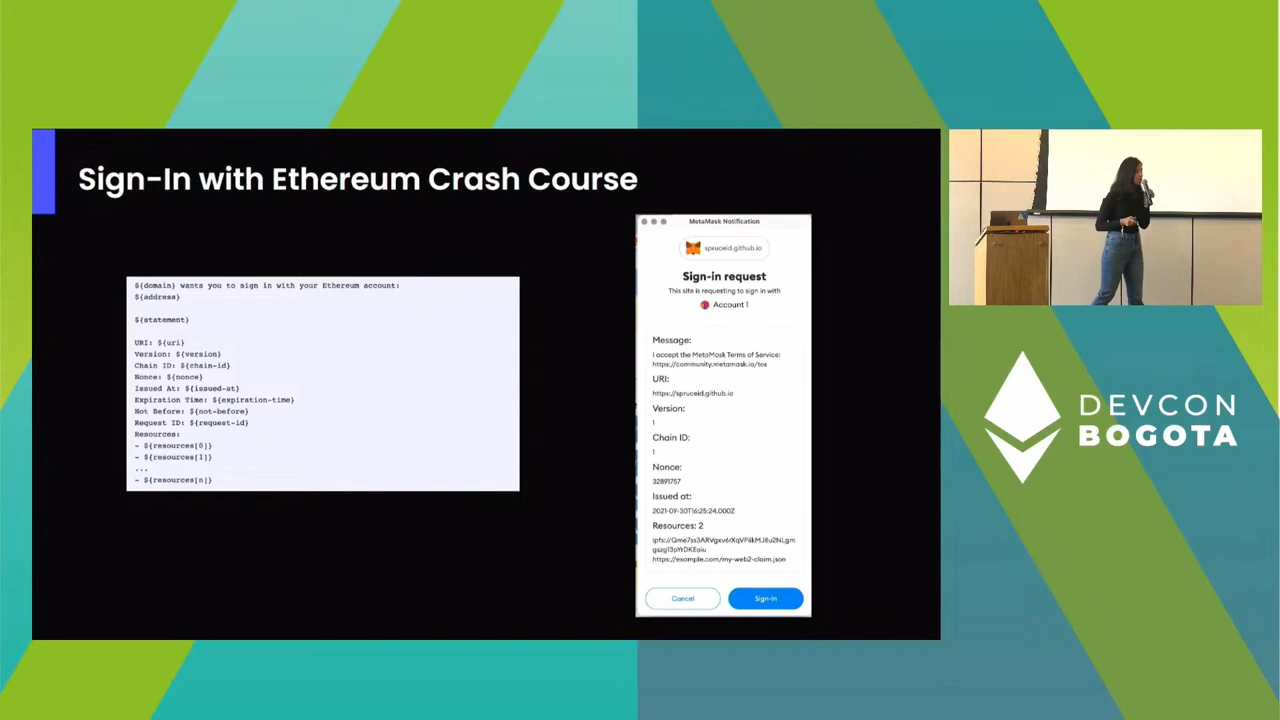 Sign-In with Ethereum Crash Course
${domain} wants you to sign in with your Ethereum account:
${address}
${statement}
URI: ${uri}
Version: ${version}
Chain ID: ${chain-id}
Nonce: ${nonce}
Issued At: ${issued-at}
Expiration Time: ${expiration-time}
Not Before: ${not-before}
Request ID: ${request-id}
Resources:
- ${resources[0]}
- ${resources[1]}
...
- ${resources[n]}
MetaMask Notification
spruceid.github.io
Sign-in request
This site is requesting to sign in with
Account 1
Message:
I accept the MetaMask Terms of Service:
https://community.metamask.io/tos
URI:
https://spruceid.github.io
Version:
1
Chain ID:
1
Nonce:
32891757
Issued at:
2021-09-30T16:25:24.000Z
Resources: 2
https://example.com/my-web2-claim.json
Cancel
Sign-In
DEVCON
BOGOTA